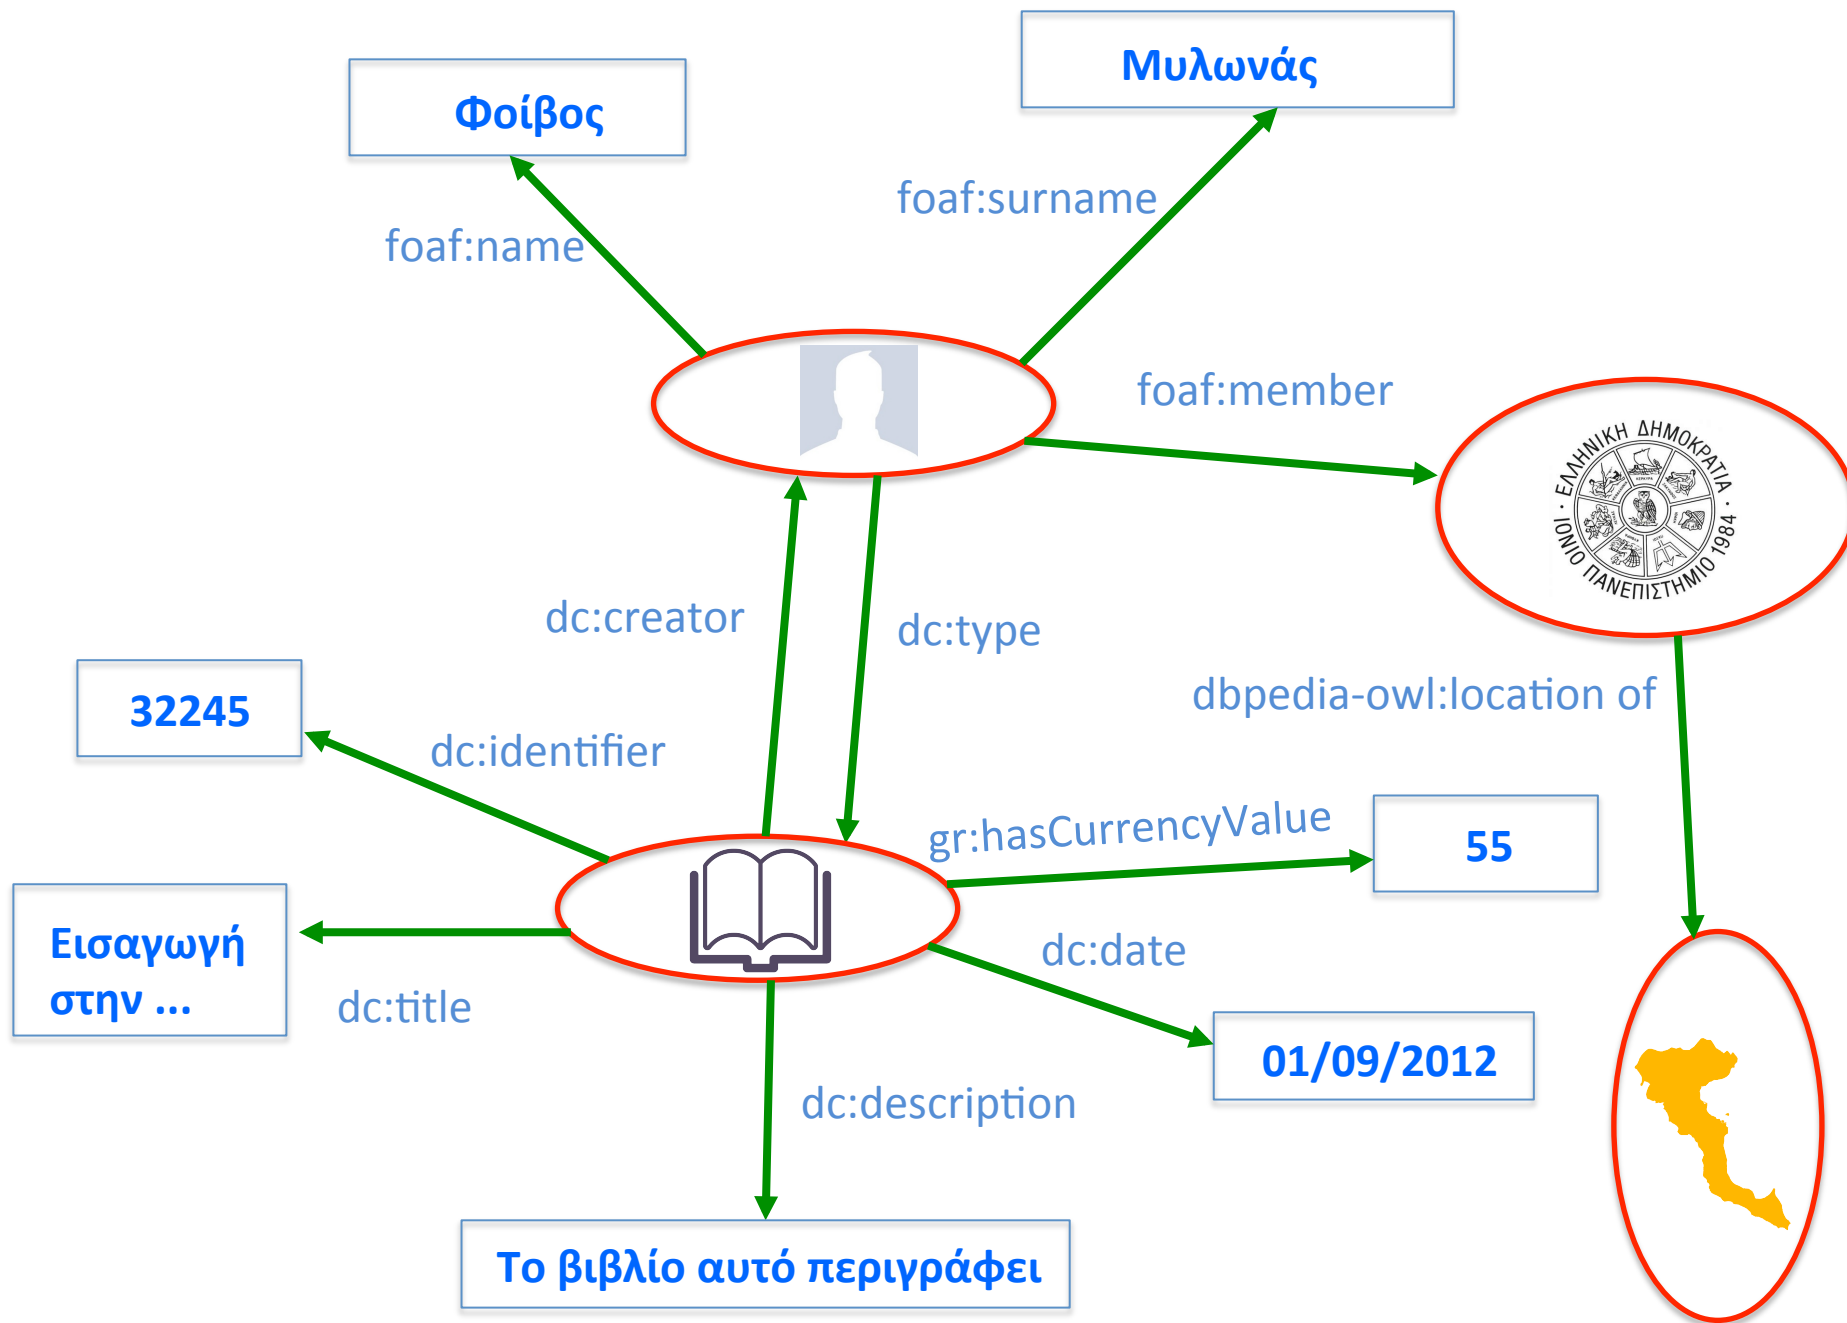 Μυλωνάς
Φοίβος
foaf:surname
foaf:name
foaf:member
ΕΛΛΗΝΙΚΗ ΔΗΜΟΚΡΑΤΙΑ ·
ΙΟΝΙΟ ΠΑΝΕΠΙΣΤΗΜΙΟ 1984 ·
dc:creator
dc:type
32245
dbpedia-owl:location of
dc:identifier
gr:hasCurrencyValue
55
Εισαγωγή
στην ...
dc:title
dc:date
01/09/2012
dc:description
Το βιβλίο αυτό περιγράφει